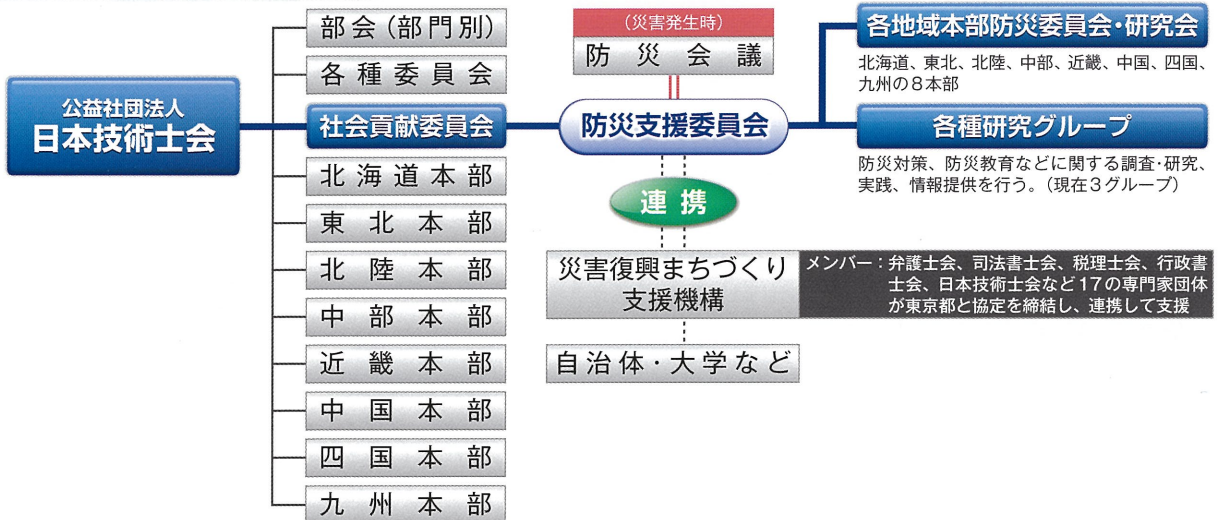 公益社団法人
日本技術士会
部会(部門別)
各種委員会
社会貢献委員会
北海道本部
東北本部
北陸本部
中部本部
近畿本部
中国本部
四国本部
九州本部
(災害発生時)
防災会議
防災支援委員会
連携
災害復興まちづくり
支援機構
メンバー:弁護士会、司法書士会、税理士会、行政書
士会、日本技術士会など17の専門家団体
が東京都と協定を締結し、連携して支援
自治体・大学など
各地域本部防災委員会・研究会
北海道、東北、北陸、中部、近畿、中国、四国、
九州の8本部
各種研究グループ
防災対策、防災教育などに関する調査・研究、
実践、情報提供を行う。(現在3グループ)